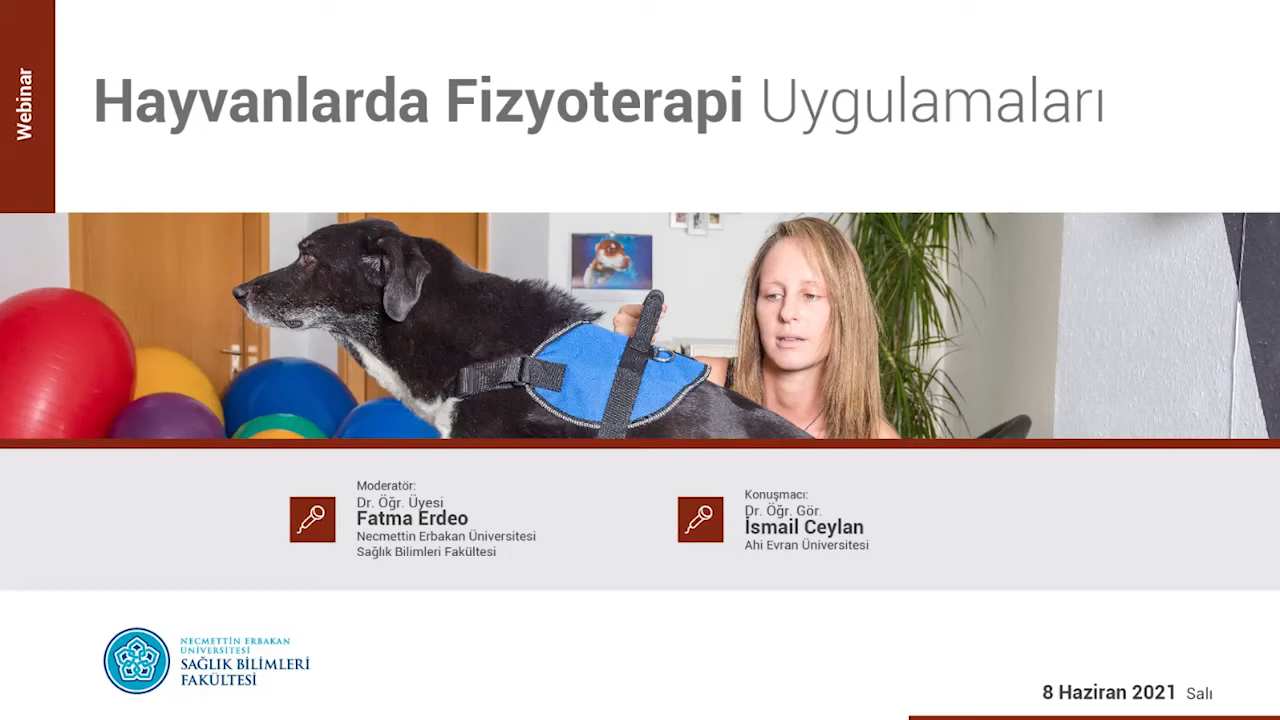 Webinar
Hayvanlarda Fizyoterapi Uygulamaları
Moderatör:
Dr. Öğr. Üyesi
Fatma Erdeo
Necmettin Erbakan Üniversitesi
Sağlık Bilimleri Fakültesi
Konuşmacı:
Dr. Öğr. Gör.
İsmail Ceylan
Ahi Evran Üniversitesi
NECMETTİN ERBAKAN
ÜNİVERSİTESİ
SAĞLIK BİLİMLERİ
FAKÜLTESİ
8 Haziran 2021 Salı